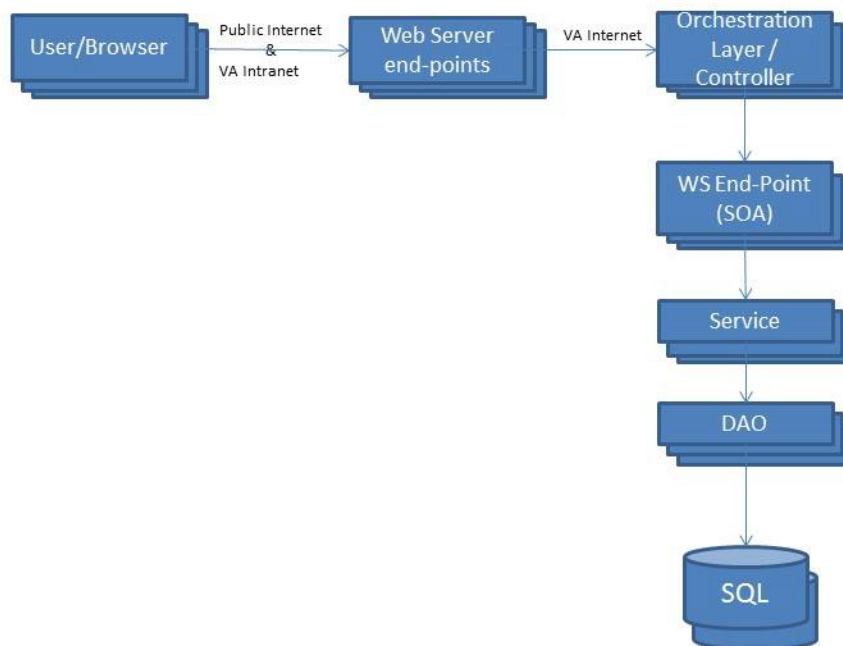 User/Browser
Public Internet
&
VA Intranet
Web Server
end-points
VA Internet
Orchestration
Layer /
Controller
WS End-Point
(SOA)
Service
DAO
SQL